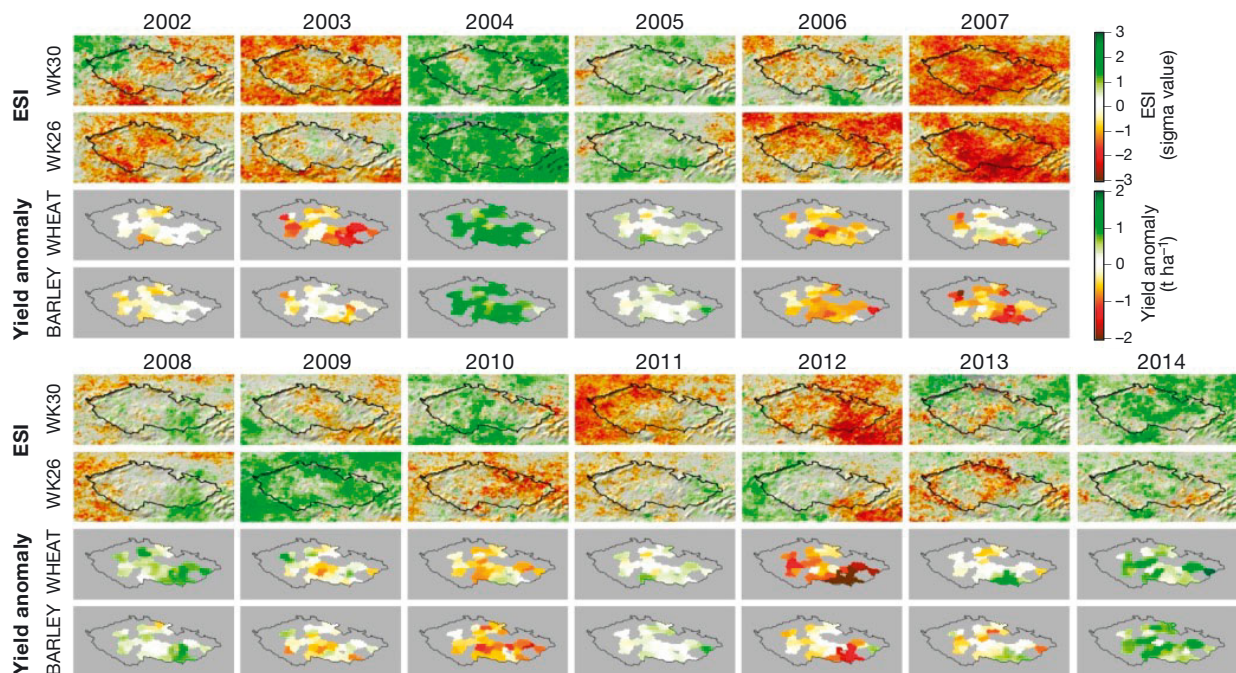 2002 2003 2004 2005 2006 2007
ESI
WK30
WK26
Yield anomaly
WHEAT
BARLEY
3
2
1
0
–1
–2
–3
ESI
(sigma value)
2
1
0
–1
–2
Yield anomaly
(t ha–1)
2008 2009 2010 2011 2012 2013 2014
ESI
WK30
WK26
Yield anomaly
WHEAT
BARLEY